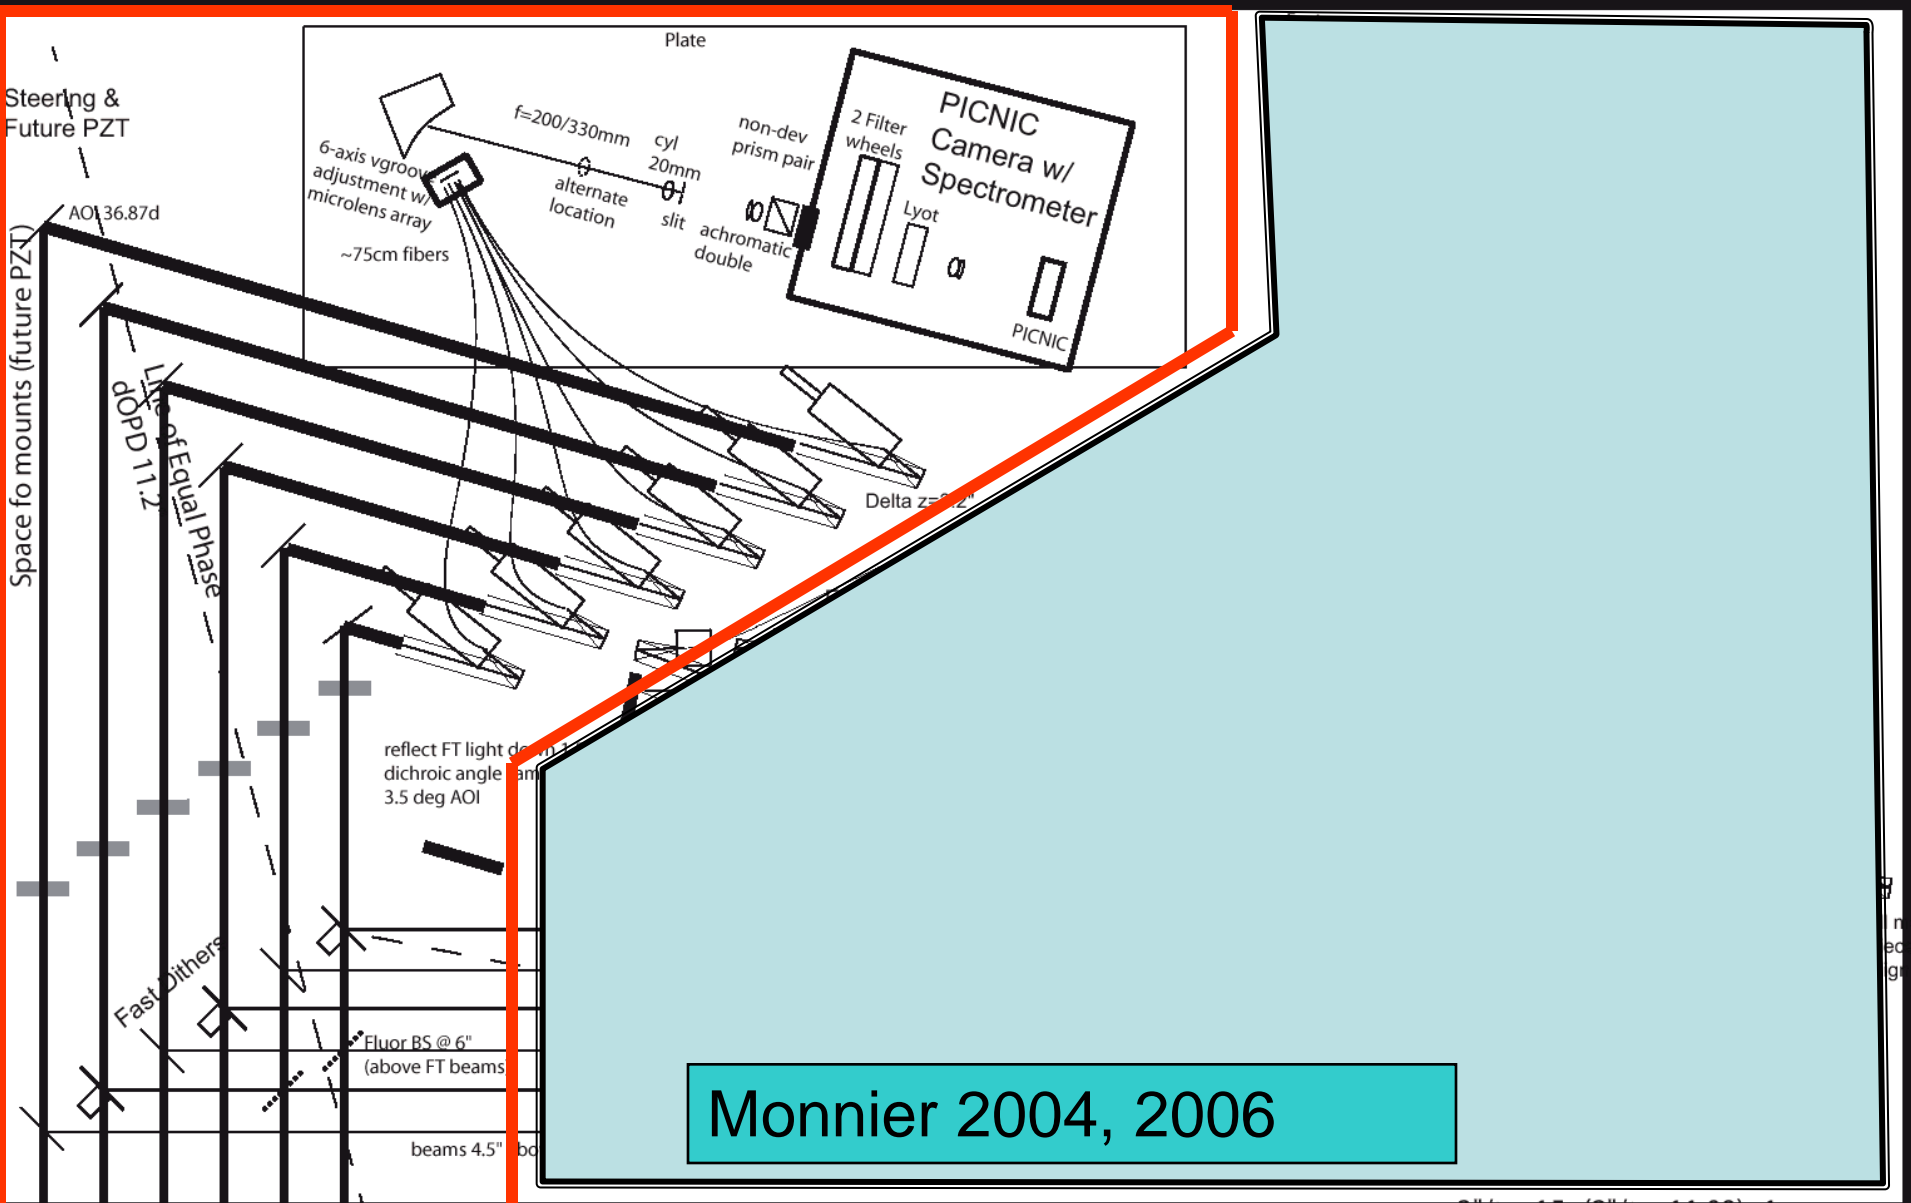 Plate
Steering &
Future PZT
f=200/330mm
cyl
20mm
non-dev
prism pair
2 Filter
wheels
PICNIC
Camera w/
Spectrometer
6-axis vgroove
adjustment w/
microlens array
alternate
location
slit
achromatic
double
Lyot
AOI 36.87d
~75cm fibers
PICNIC
Space fo mounts (future PZT)
Line of Equal Phase
dOPD 11.2"
Delta z=
reflect FT light down
dichroic angle
3.5 deg AOI
Fast Dithers
Fluor BS @ 6"
(above FT beams)
beams 4.5"
Monnier 2004, 2006